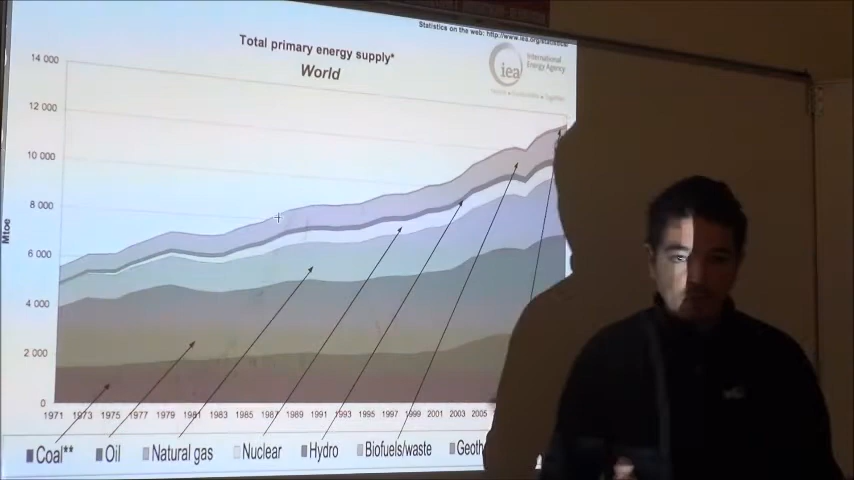 Statistics on the web: http://www.iea.org/statistics/
Total primary energy supply*
World
iea
International
Energy Agency
14 000
12 000
10 000
8 000
6 000
4 000
2 000
0
Mtoe
1971 1973 1975 1977 1979 1981 1983 1985 1987 1989 1991 1993 1995 1997 1999 2001 2003 2005
Coal** Oil Natural gas Nuclear Hydro Biofuels/waste Geoth